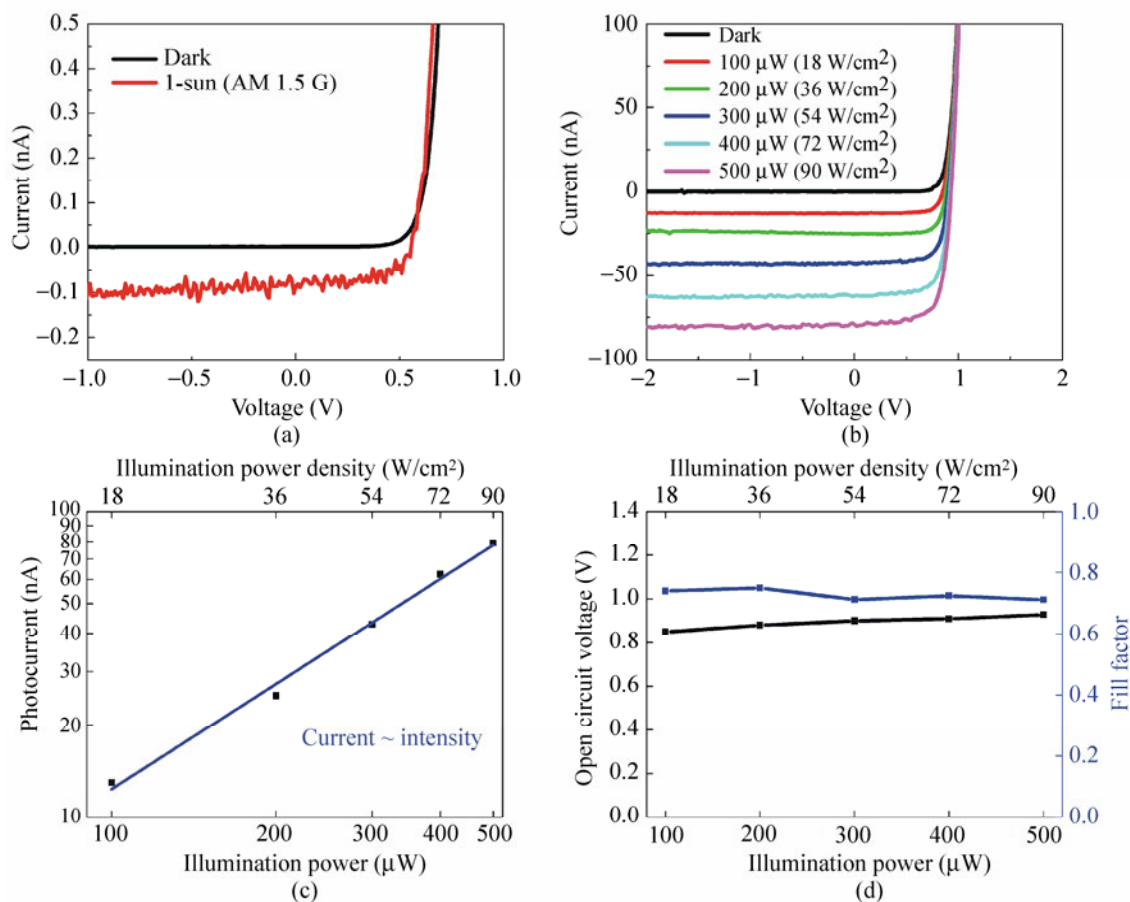 0.5
0.4
0.3
0.2
0.1
0.0
−0.1
−0.2
Current (nA)
Dark
1-sun (AM 1.5 G)
−1.0 −0.5 0.0 0.5 1.0
Voltage (V)
(a)
100
50
0
−50
−100
Current (nA)
Dark
100 μW (18 W/cm²)
200 μW (36 W/cm²)
300 μW (54 W/cm²)
400 μW (72 W/cm²)
500 μW (90 W/cm²)
−2 −1 0 1 2
Voltage (V)
(b)
Illumination power density (W/cm²)
18 36 54 72 90
100
90
80
70
60
50
40
30
20
10
Photocurrent (nA)
Current ~ intensity
100 200 300 400 500
Illumination power (μW)
(c)
Illumination power density (W/cm²)
18 36 54 72 90
1.4
1.2
1.0
0.8
0.6
0.4
0.2
0.0
Open circuit voltage (V)
1.0
0.8
0.6
0.4
0.2
0.0
Fill factor
100 200 300 400 500
Illumination power (μW)
(d)